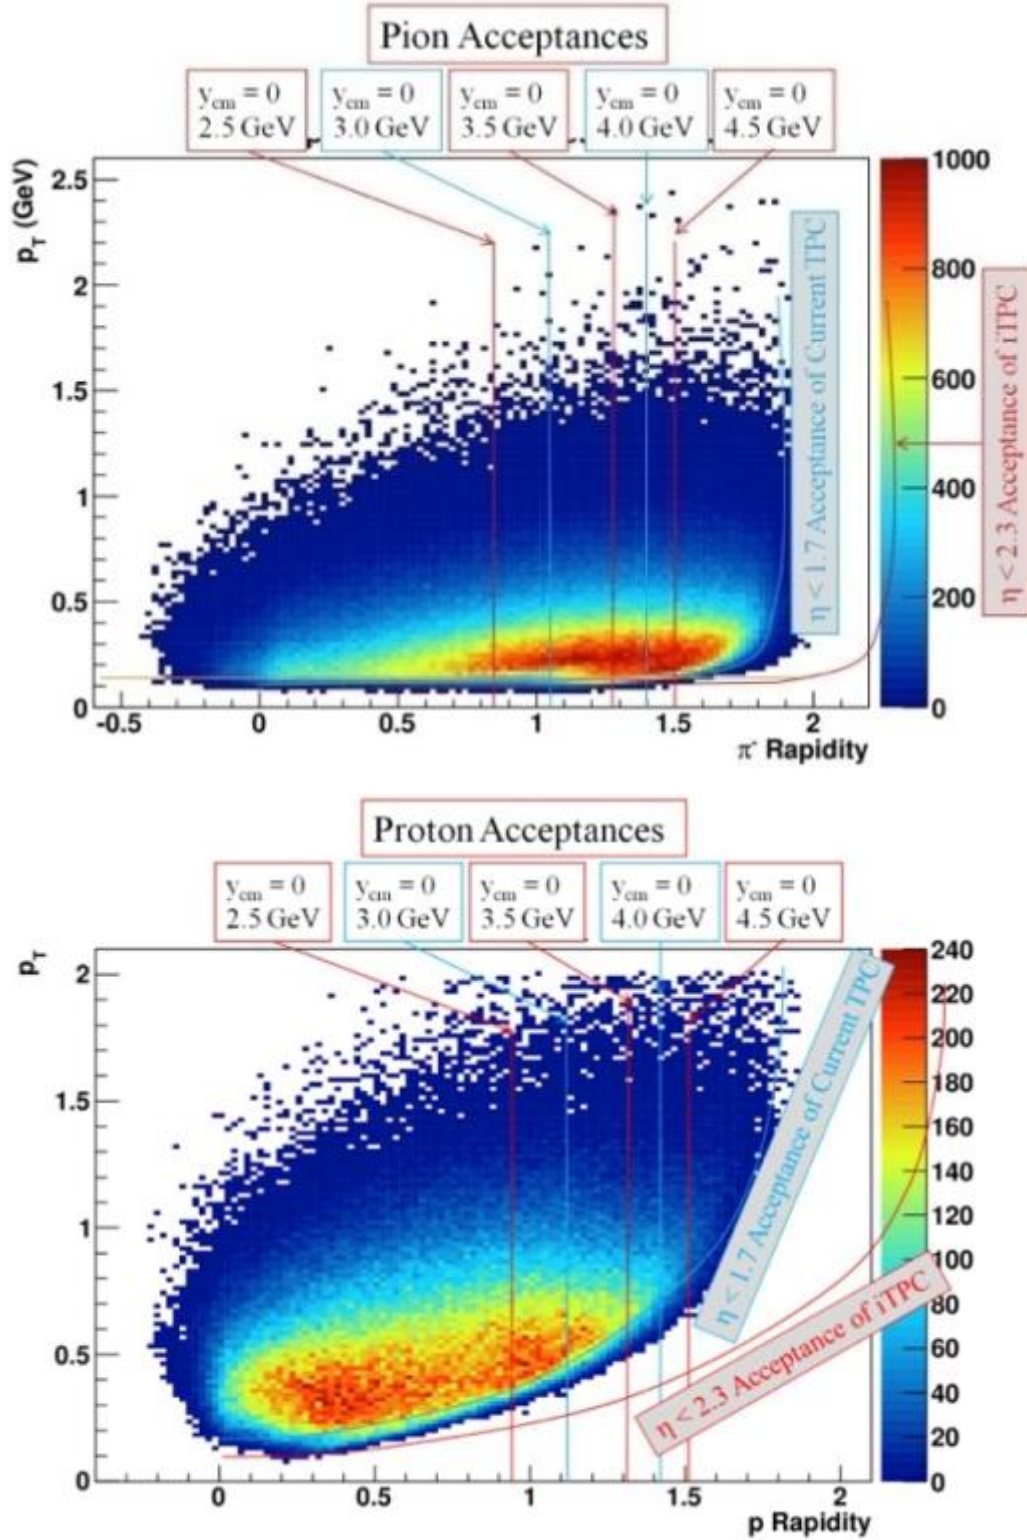 Pion Acceptances
y_cm = 0
2.5 GeV
y_cm = 0
3.0 GeV
y_cm = 0
3.5 GeV
y_cm = 0
4.0 GeV
y_cm = 0
4.5 GeV
p_T (GeV)
2.5
2
1.5
1
0.5
0
-0.5
0
0.5
1
1.5
2
π⁻ Rapidity
1000
800
600
400
200
0
η < 1.7 Acceptance of Current TPC
η < 2.3 Acceptance of iTPC
Proton Acceptances
y_cm = 0
2.5 GeV
y_cm = 0
3.0 GeV
y_cm = 0
3.5 GeV
y_cm = 0
4.0 GeV
y_cm = 0
4.5 GeV
p_T
2
1.5
1
0.5
0
0
0.5
1
1.5
2
p Rapidity
240
220
200
180
160
140
120
100
80
60
40
20
0
η < 1.7 Acceptance of Current TPC
η < 2.3 Acceptance of iTPC